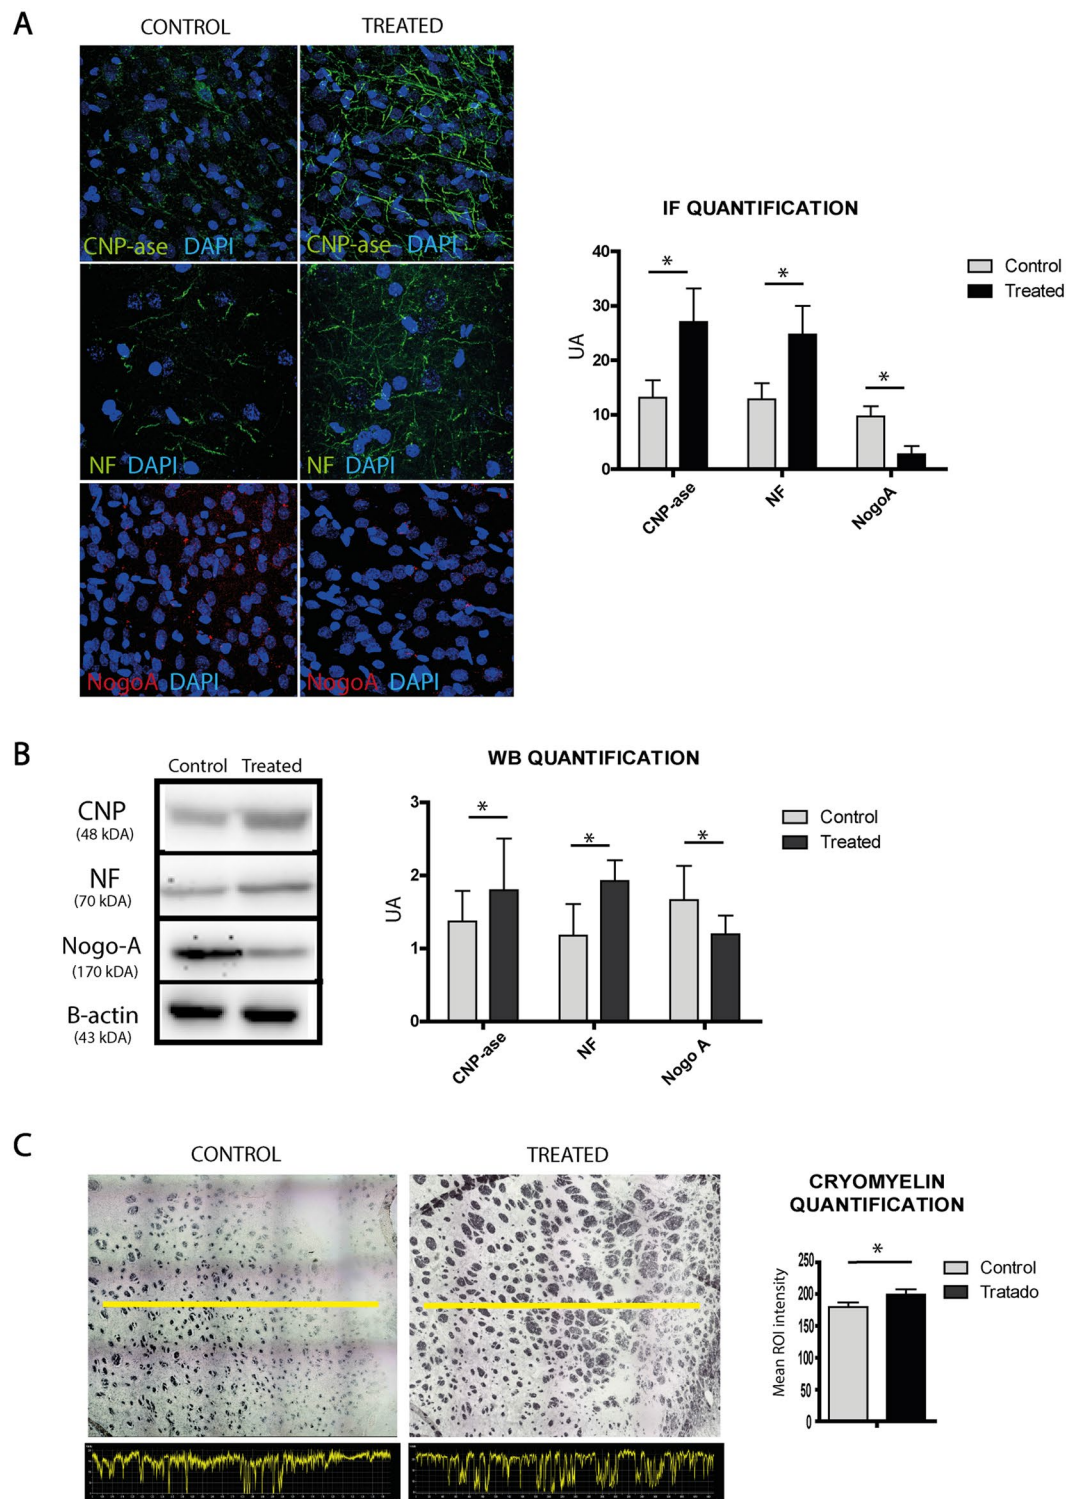 A
CONTROL
TREATED
CNP-ase DAPI
CNP-ase DAPI
NF DAPI
NF DAPI
NogoA DAPI
NogoA DAPI
IF QUANTIFICATION
40
30
20
10
0
UA
*
*
*
CNP-ase
NF
NogoA
Control
Treated
B
Control Treated
CNP
(48 kDA)
NF
(70 kDA)
Nogo-A
(170 kDA)
B-actin
(43 kDA)
WB QUANTIFICATION
3
2
1
0
UA
*
*
*
CNP-ase
NF
Nogo A
Control
Treated
C
CONTROL
TREATED
CRYOMYELIN
QUANTIFICATION
250
200
150
100
50
0
Mean ROI intensity
*
Control
Tratado